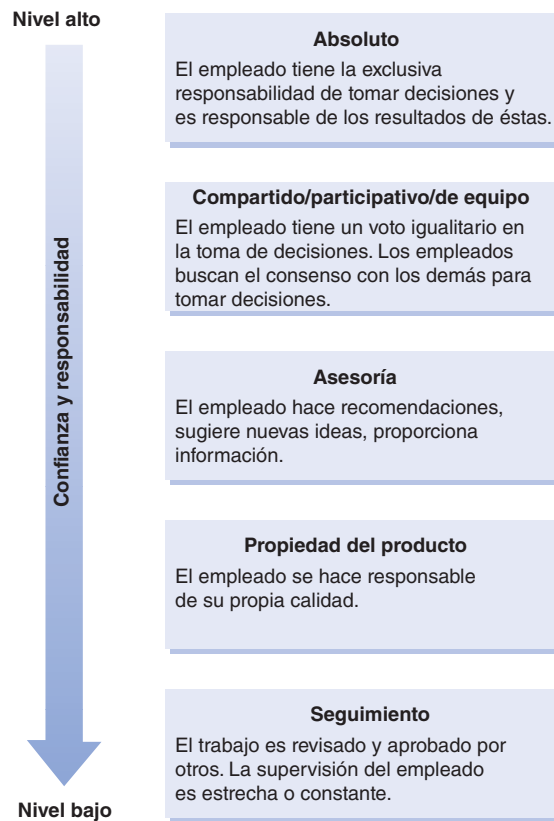 Nivel alto
Absoluto
El empleado tiene la exclusiva
responsabilidad de tomar decisiones y
es responsable de los resultados de éstas.
Compartido/participativo/de equipo
El empleado tiene un voto igualitario en
la toma de decisiones. Los empleados
buscan el consenso con los demás para
tomar decisiones.
Confianza y responsabilidad
Asesoría
El empleado hace recomendaciones,
sugiere nuevas ideas, proporciona
información.
Propiedad del producto
El empleado se hace responsable
de su propia calidad.
Seguimiento
El trabajo es revisado y aprobado por
otros. La supervisión del empleado
es estrecha o constante.
Nivel bajo